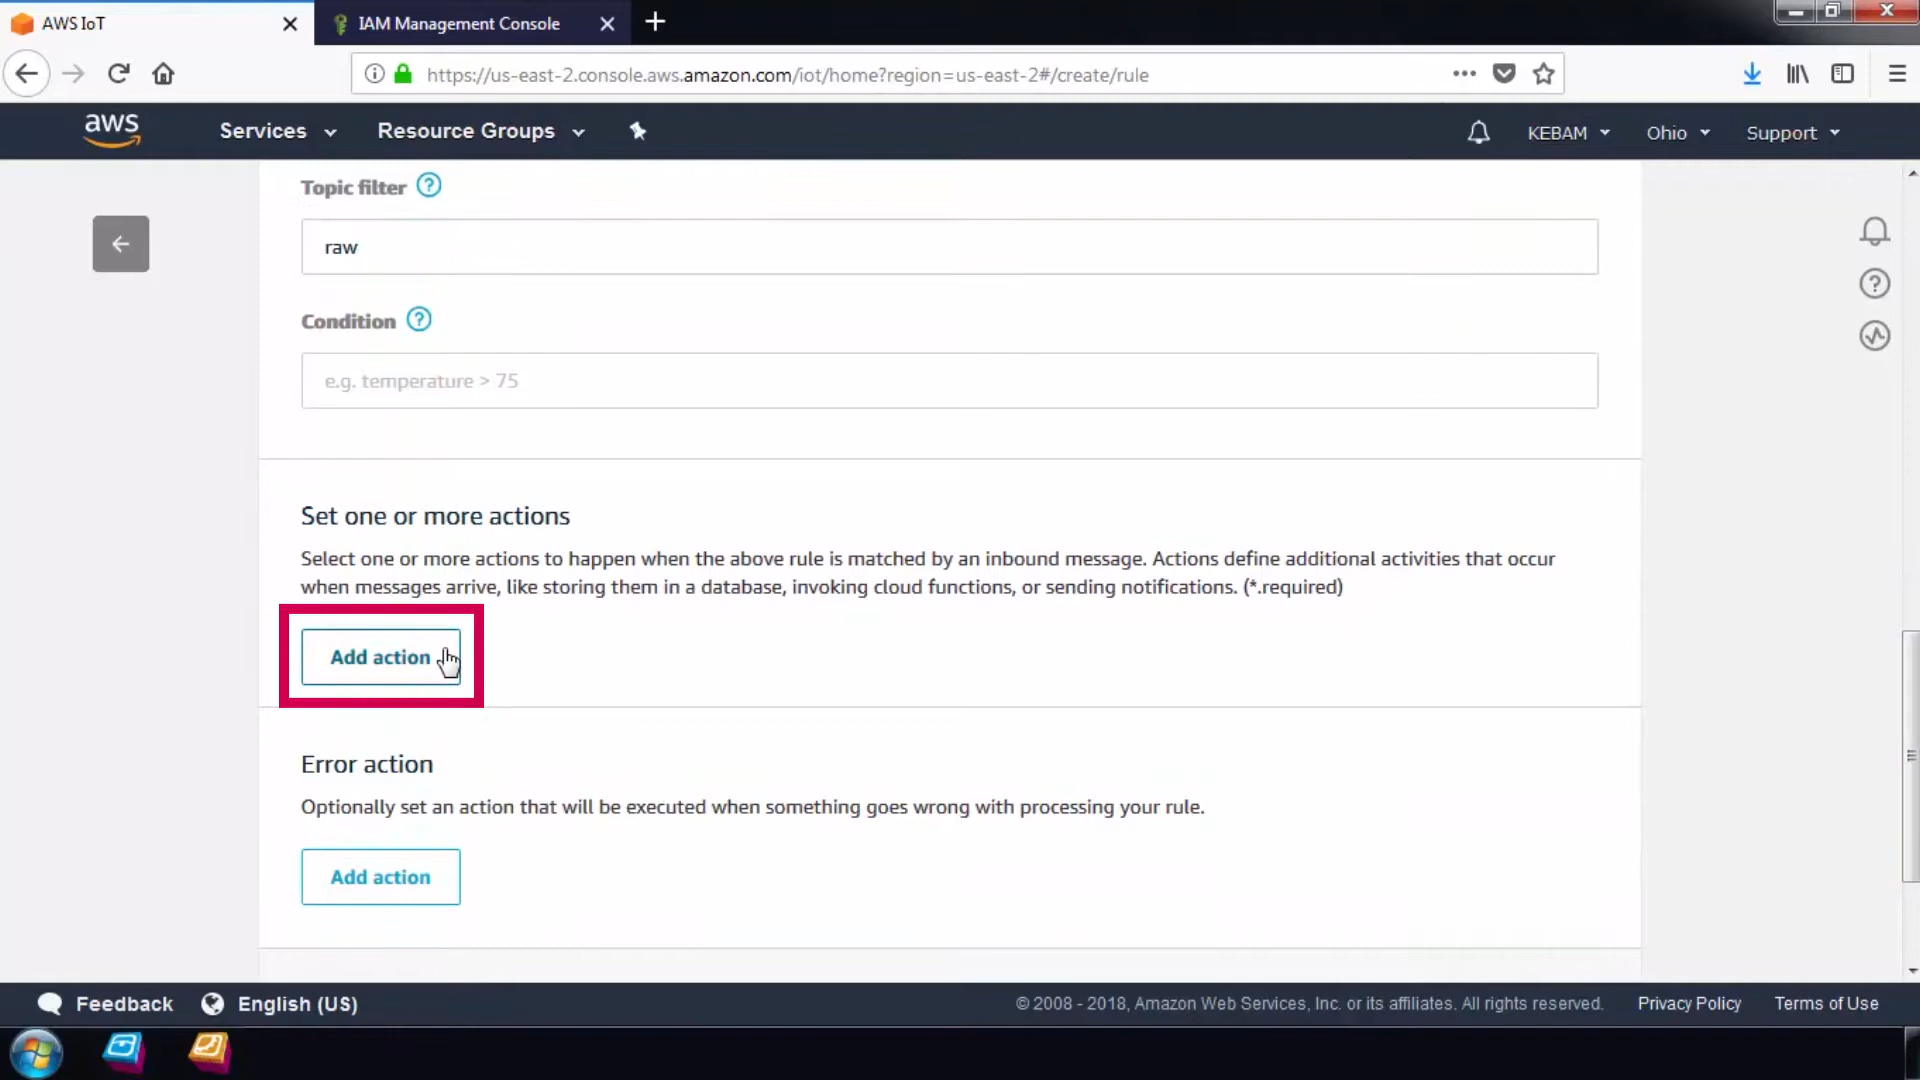 AWS IoT
IAM Management Console
https://us-east-2.console.aws.amazon.com/iot/home?region=us-east-2#/create/rule
aws
Services
Resource Groups
KEBAM
Ohio
Support
Topic filter ?
raw
Condition ?
e.g. temperature > 75
Set one or more actions
Select one or more actions to happen when the above rule is matched by an inbound message. Actions define additional activities that occur
when messages arrive, like storing them in a database, invoking cloud functions, or sending notifications. (*.required)
Add action
Error action
Optionally set an action that will be executed when something goes wrong with processing your rule.
Add action
Feedback
English (US)
© 2008 - 2018, Amazon Web Services, Inc. or its affiliates. All rights reserved.
Privacy Policy
Terms of Use